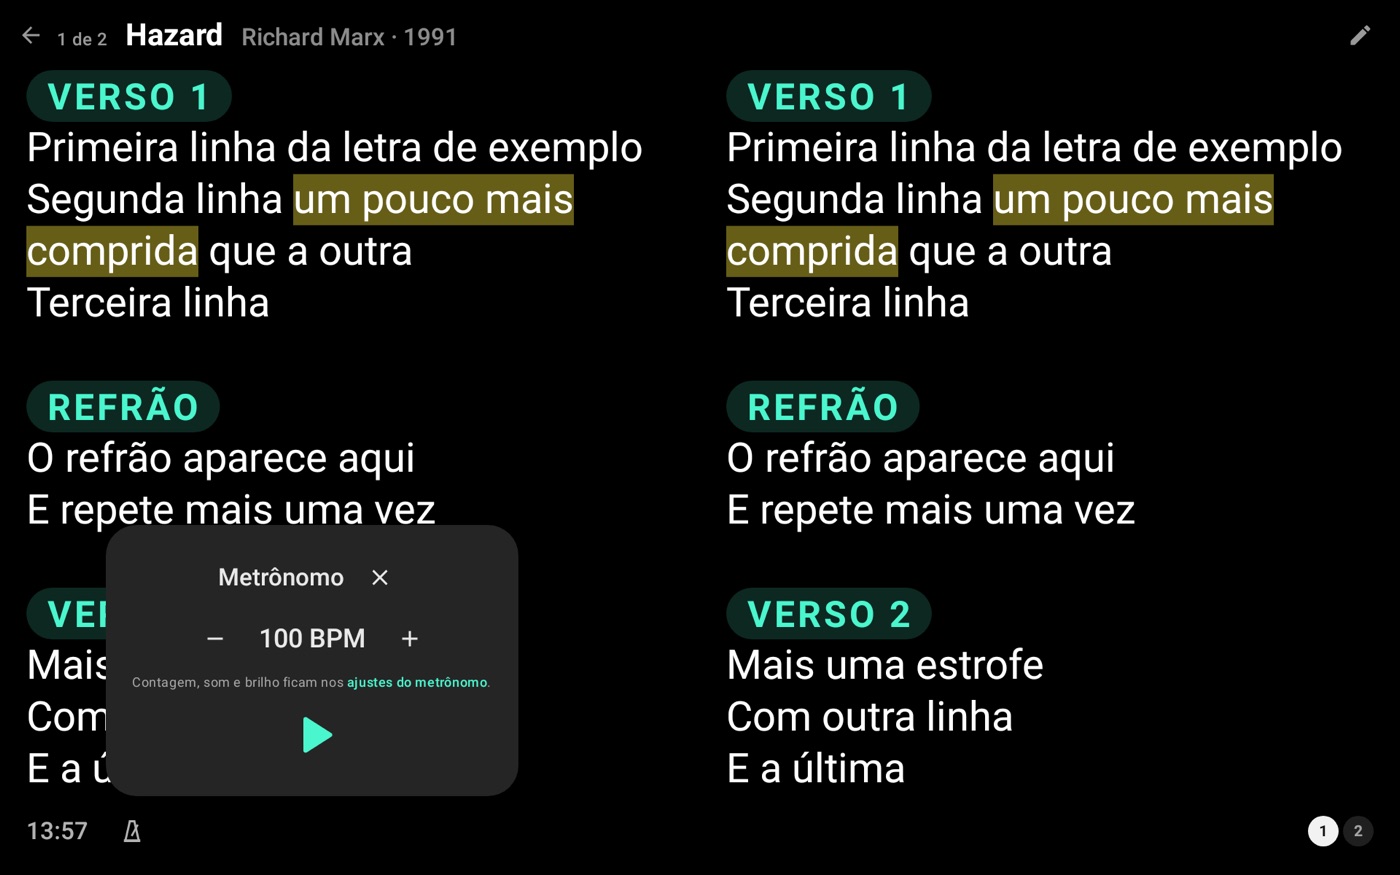 1 de 2 Hazard Richard Marx · 1991
VERSO 1
Primeira linha da letra de exemplo
Segunda linha um pouco mais
comprida que a outra
Terceira linha
REFRÃO
O refrão aparece aqui
E repete mais uma vez
VER
Mais
Com
E a ú
Metrônomo
− 100 BPM +
Contagem, som e brilho ficam nos ajustes do metrônomo.
VERSO 1
Primeira linha da letra de exemplo
Segunda linha um pouco mais
comprida que a outra
Terceira linha
REFRÃO
O refrão aparece aqui
E repete mais uma vez
VERSO 2
Mais uma estrofe
Com outra linha
E a última
13:57
1 2